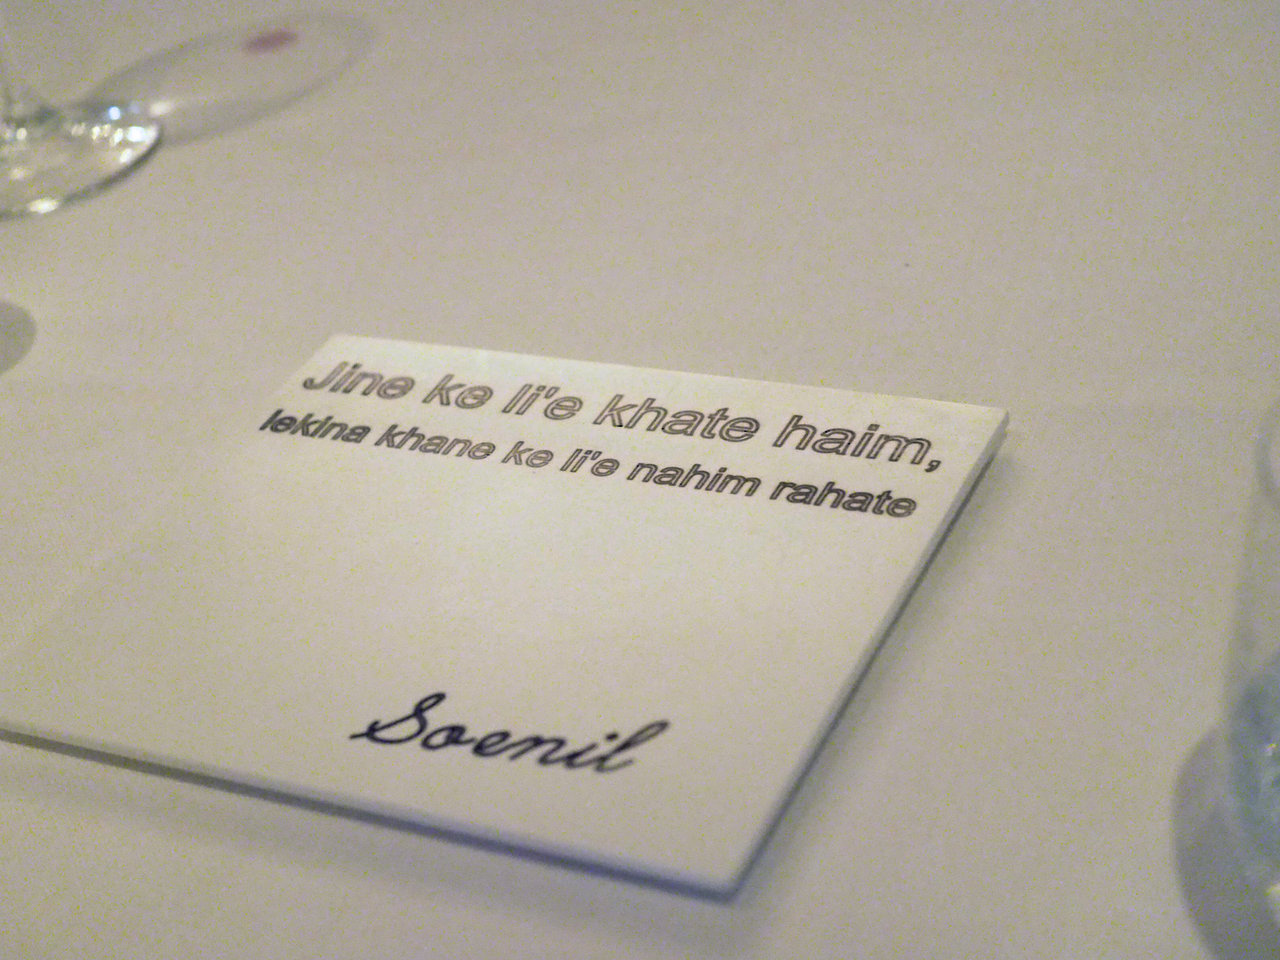 Jine ke li'e khate haim,
lekina khane ke li'e nahim rahate
Soenil